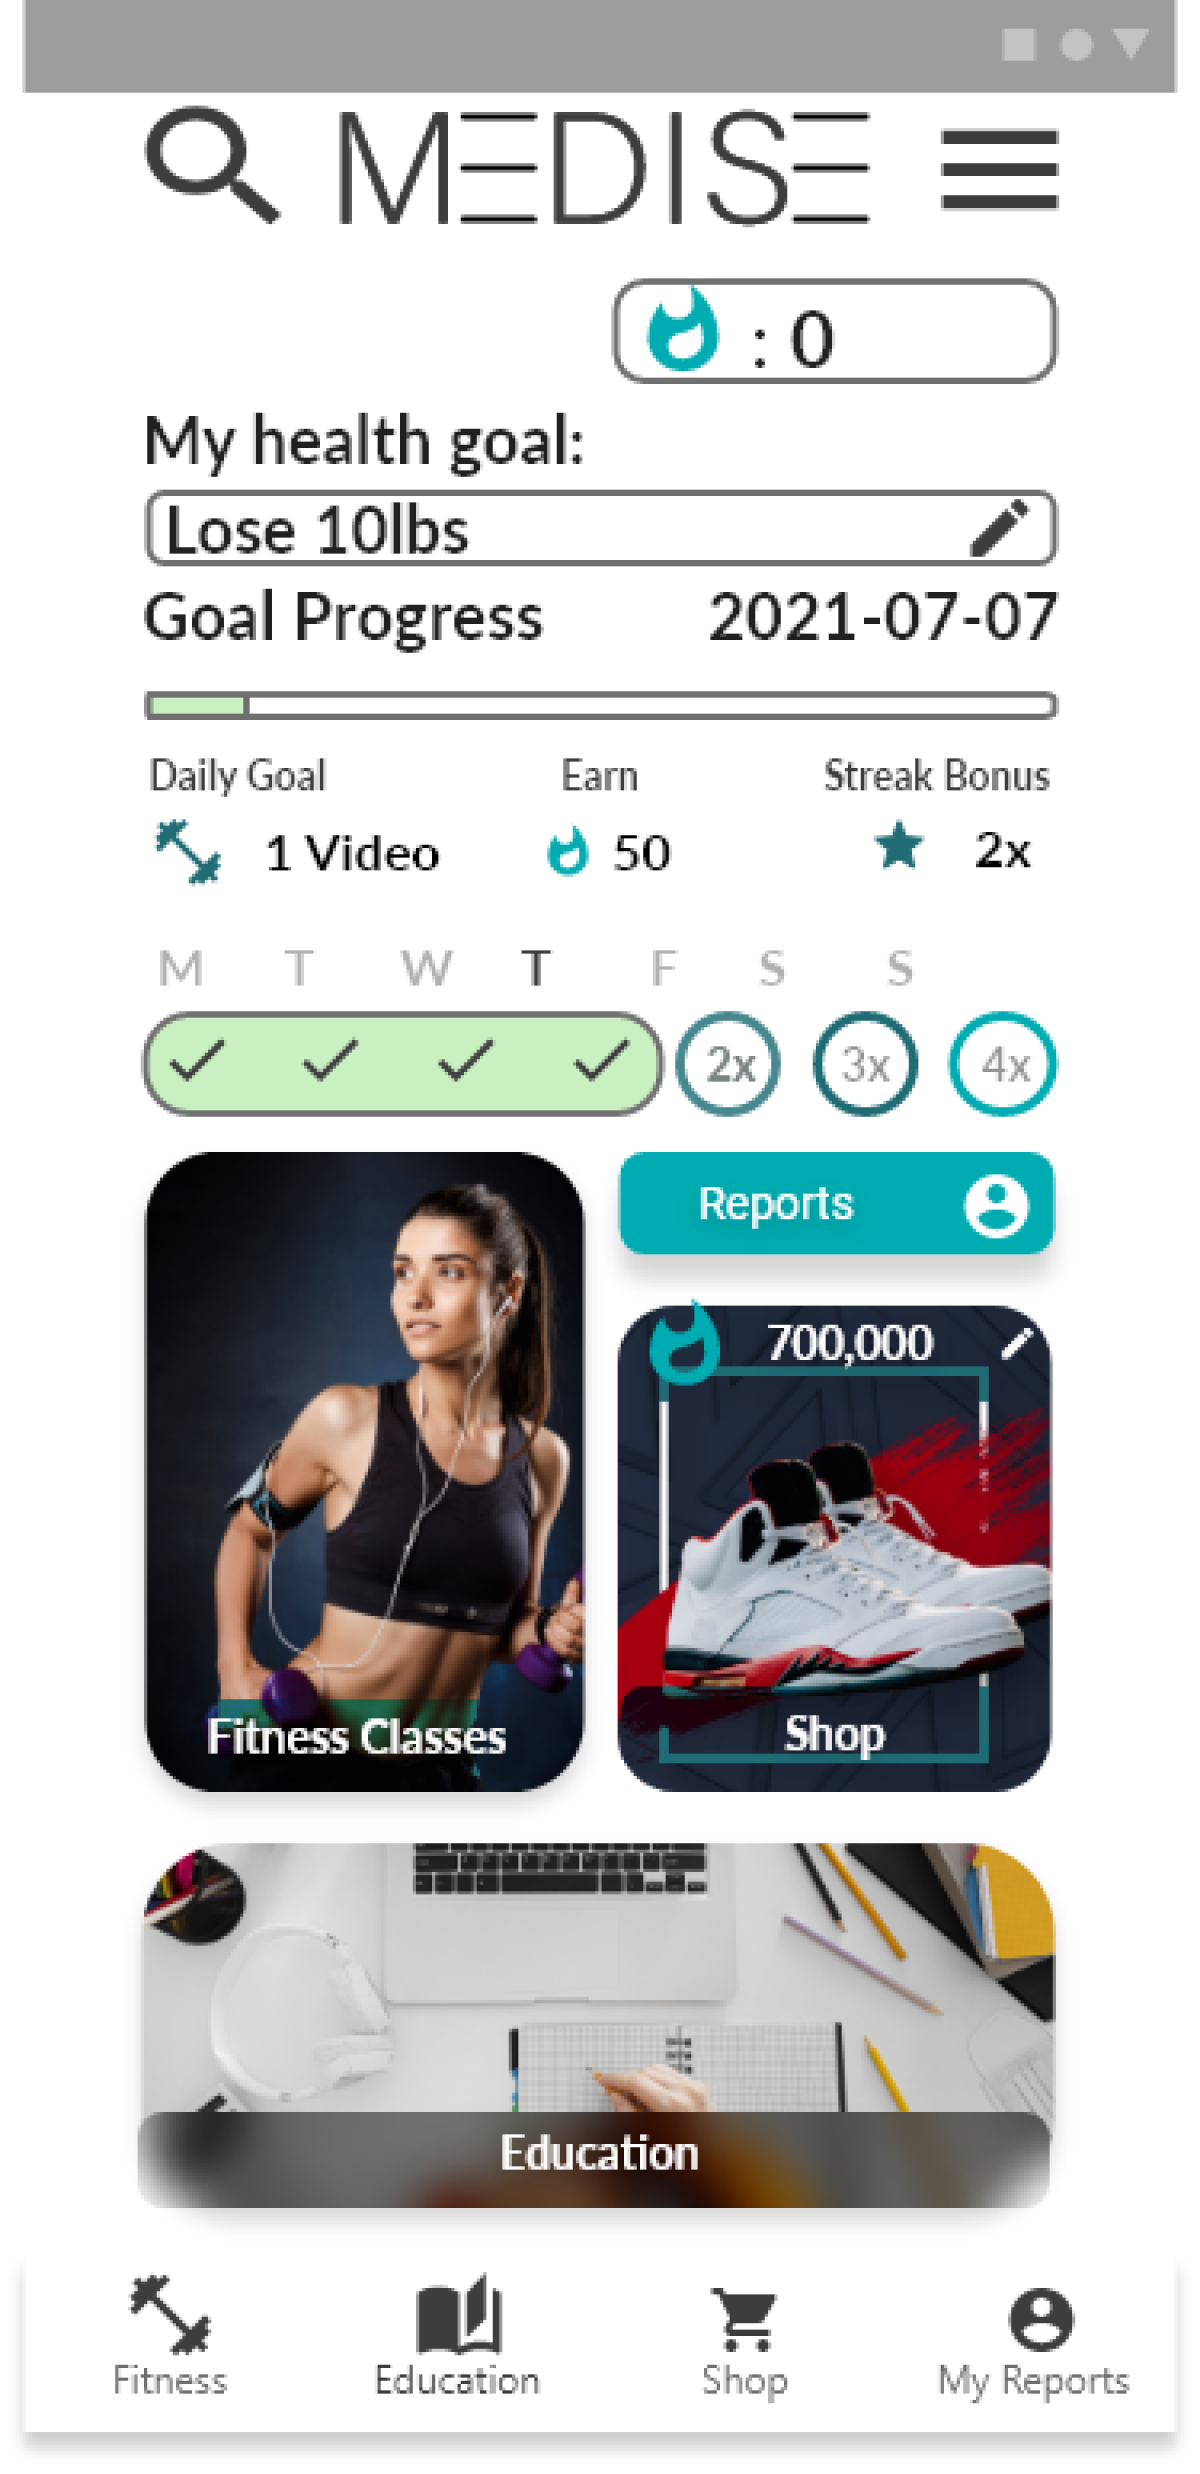 MEDISE
: 0
My health goal:
Lose 10lbs
Goal Progress 2021-07-07
Daily Goal Earn Streak Bonus
1 Video 50 2x
M T W T F S S
2x 3x 4x
Reports
700,000
Fitness Classes
Shop
Education
Fitness Education Shop My Reports